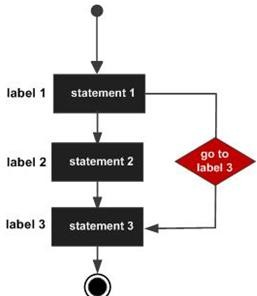 label 1 statement 1
go to
label 3
label 2 statement 2
label 3 statement 3